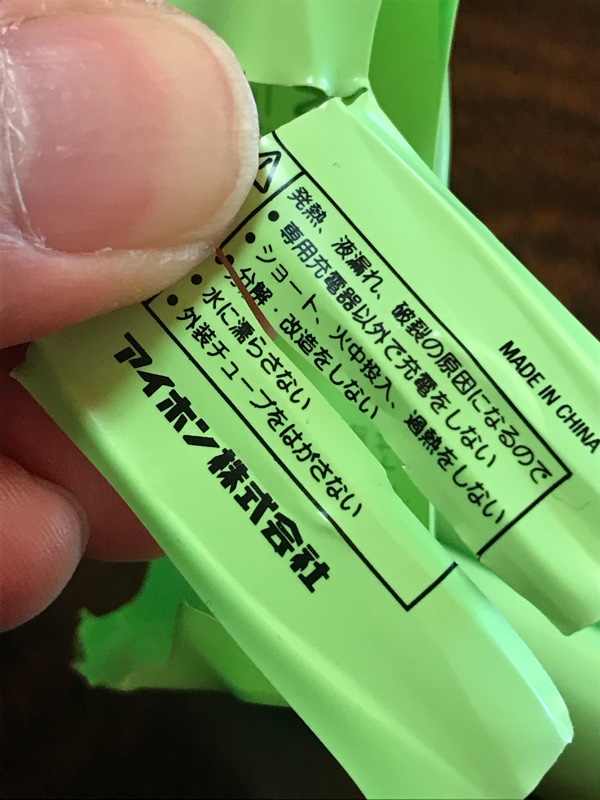 発熱、液漏れ、破裂の原因になるので
•専用充電器以外で充電をしない
•ショート、火中投入、過熱をしない
•分解・改造をしない
•水に濡らさない
•外装チューブをはがさない
アイホン株式会社
MADE IN CHINA